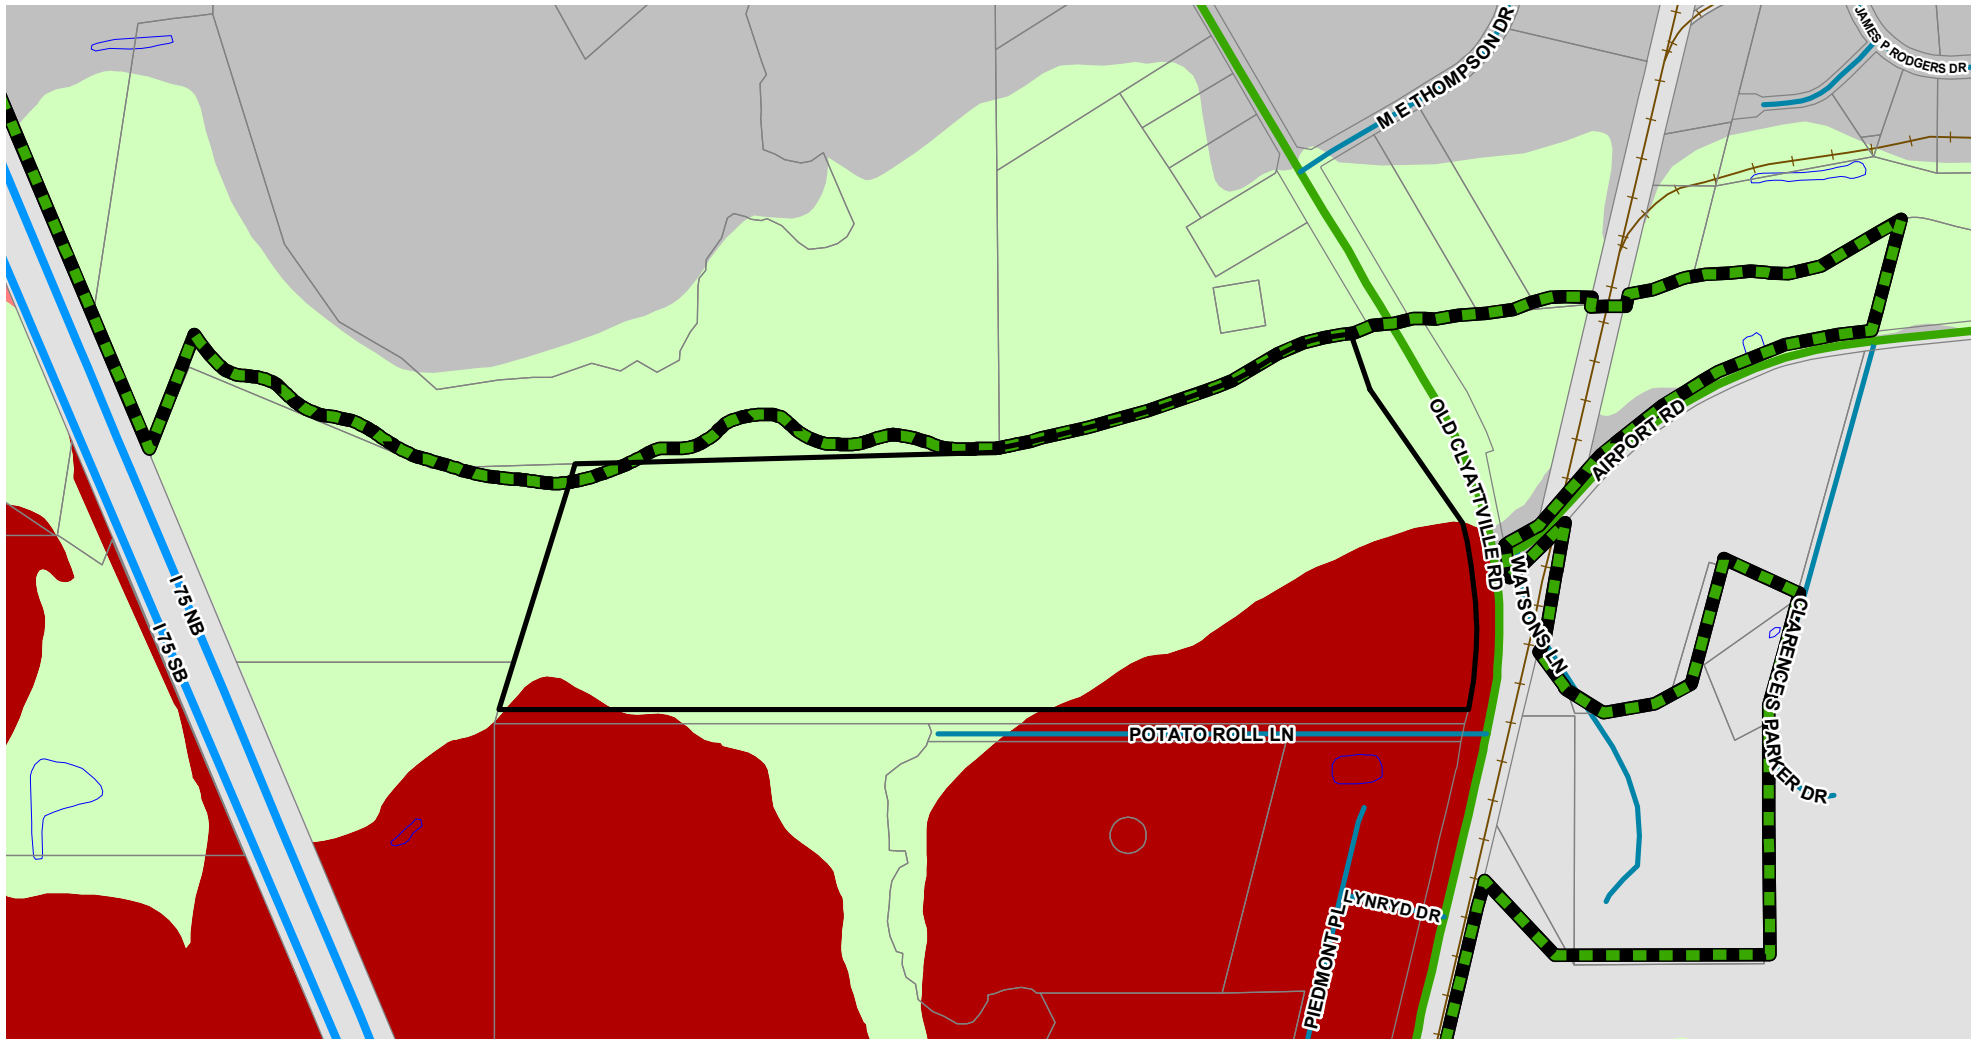 M E THOMPSON DR
JAMES P RODGERS DR
OLD CLYATTVILLE RD
AIRPORT RD
I 75 NB
I 75 SB
WATSONS LN
CLARENCE S PARKER DR
POTATO ROLL LN
LYNRYD DR
PIEDMONT PL